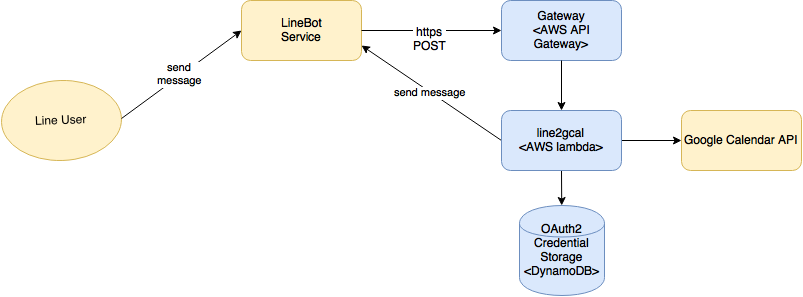 LineBot
Service
https
POST
Gateway
<AWS API
Gateway>
send
message
send message
Line User
line2gcal
<AWS lambda>
Google Calendar API
OAuth2
Credential
Storage
<DynamoDB>